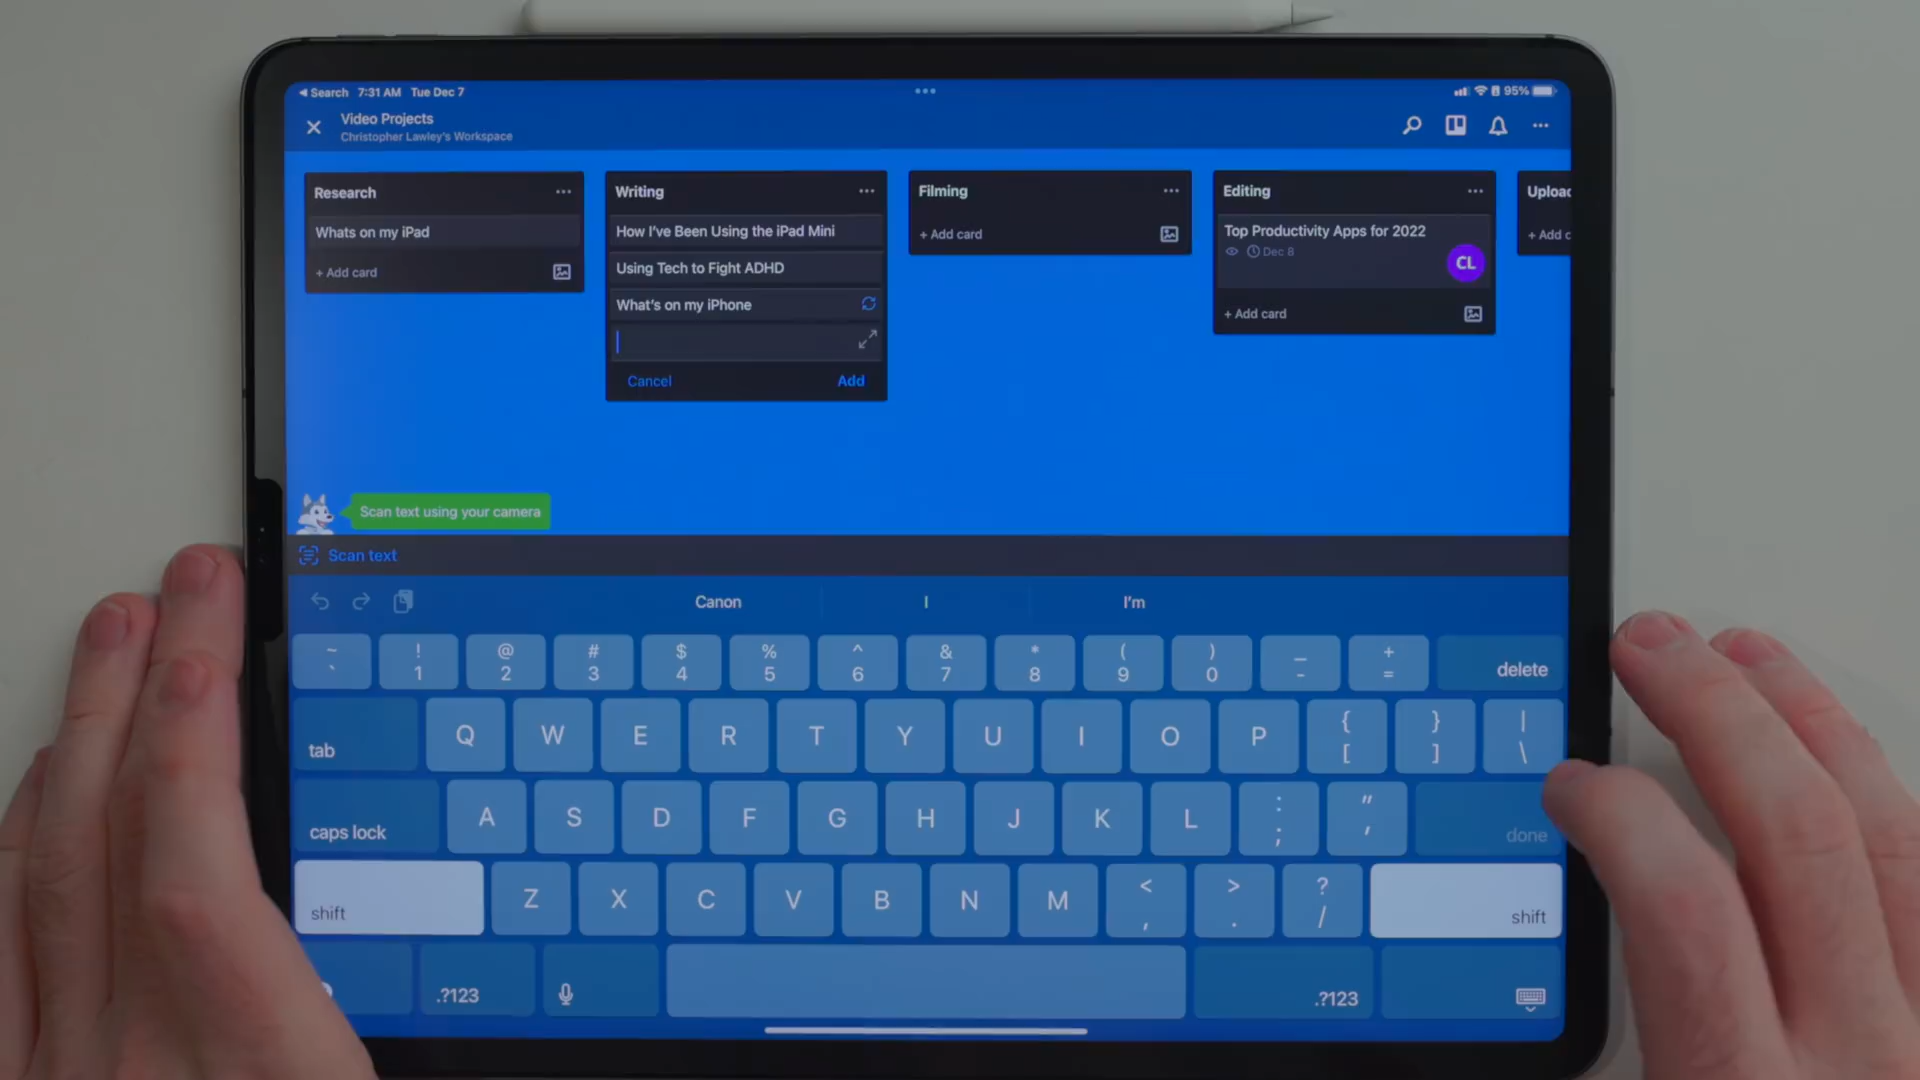 Search 7:31 AM Tue Dec 7
95%
Video Projects
Christopher Lawley's Workspace
Research
Whats on my iPad
+ Add card
Writing
How I've Been Using the iPad Mini
Using Tech to Fight ADHD
What's on my iPhone
Cancel Add
Filming
+ Add card
Editing
Top Productivity Apps for 2022
Dec 8
CL
+ Add card
Scan text using your camera
Scan text
Canon I I'm
~ ! @ # $ % ^ & * ( ) _ +
` 1 2 3 4 5 6 7 8 9 0 - = delete
tab Q W E R T Y U I O P { [ } ] | \
caps lock A S D F G H J K L : ; " ' done
shift Z X C V B N M < , > . ? / shift
.?123 .?123